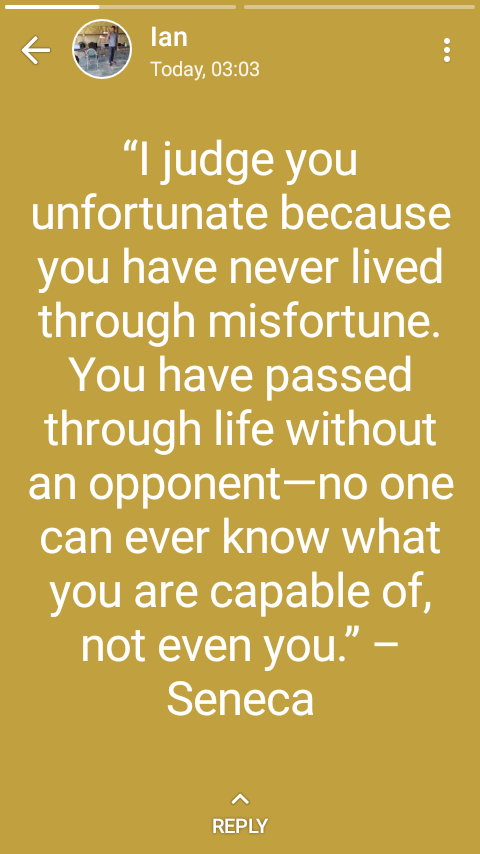 Ian
Today, 03:03
“I judge you
unfortunate because
you have never lived
through misfortune.
You have passed
through life without
an opponent—no one
can ever know what
you are capable of,
not even you.” –
Seneca
REPLY